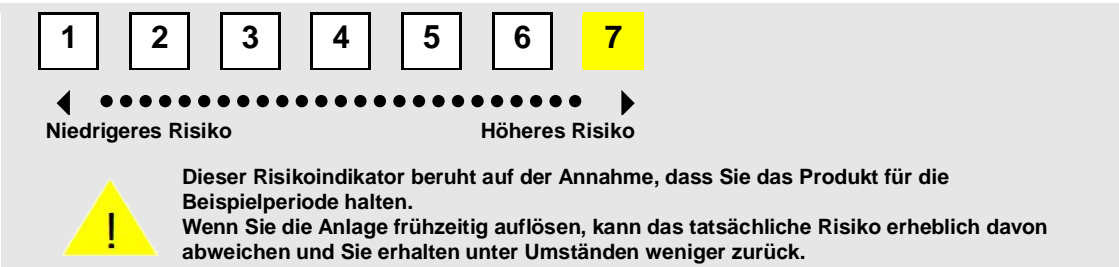 1 2 3 4 5 6 7
Niedrigeres Risiko Höheres Risiko
Dieser Risikoindikator beruht auf der Annahme, dass Sie das Produkt für die
Beispielperiode halten.
Wenn Sie die Anlage frühzeitig auflösen, kann das tatsächliche Risiko erheblich davon
abweichen und Sie erhalten unter Umständen weniger zurück.
!